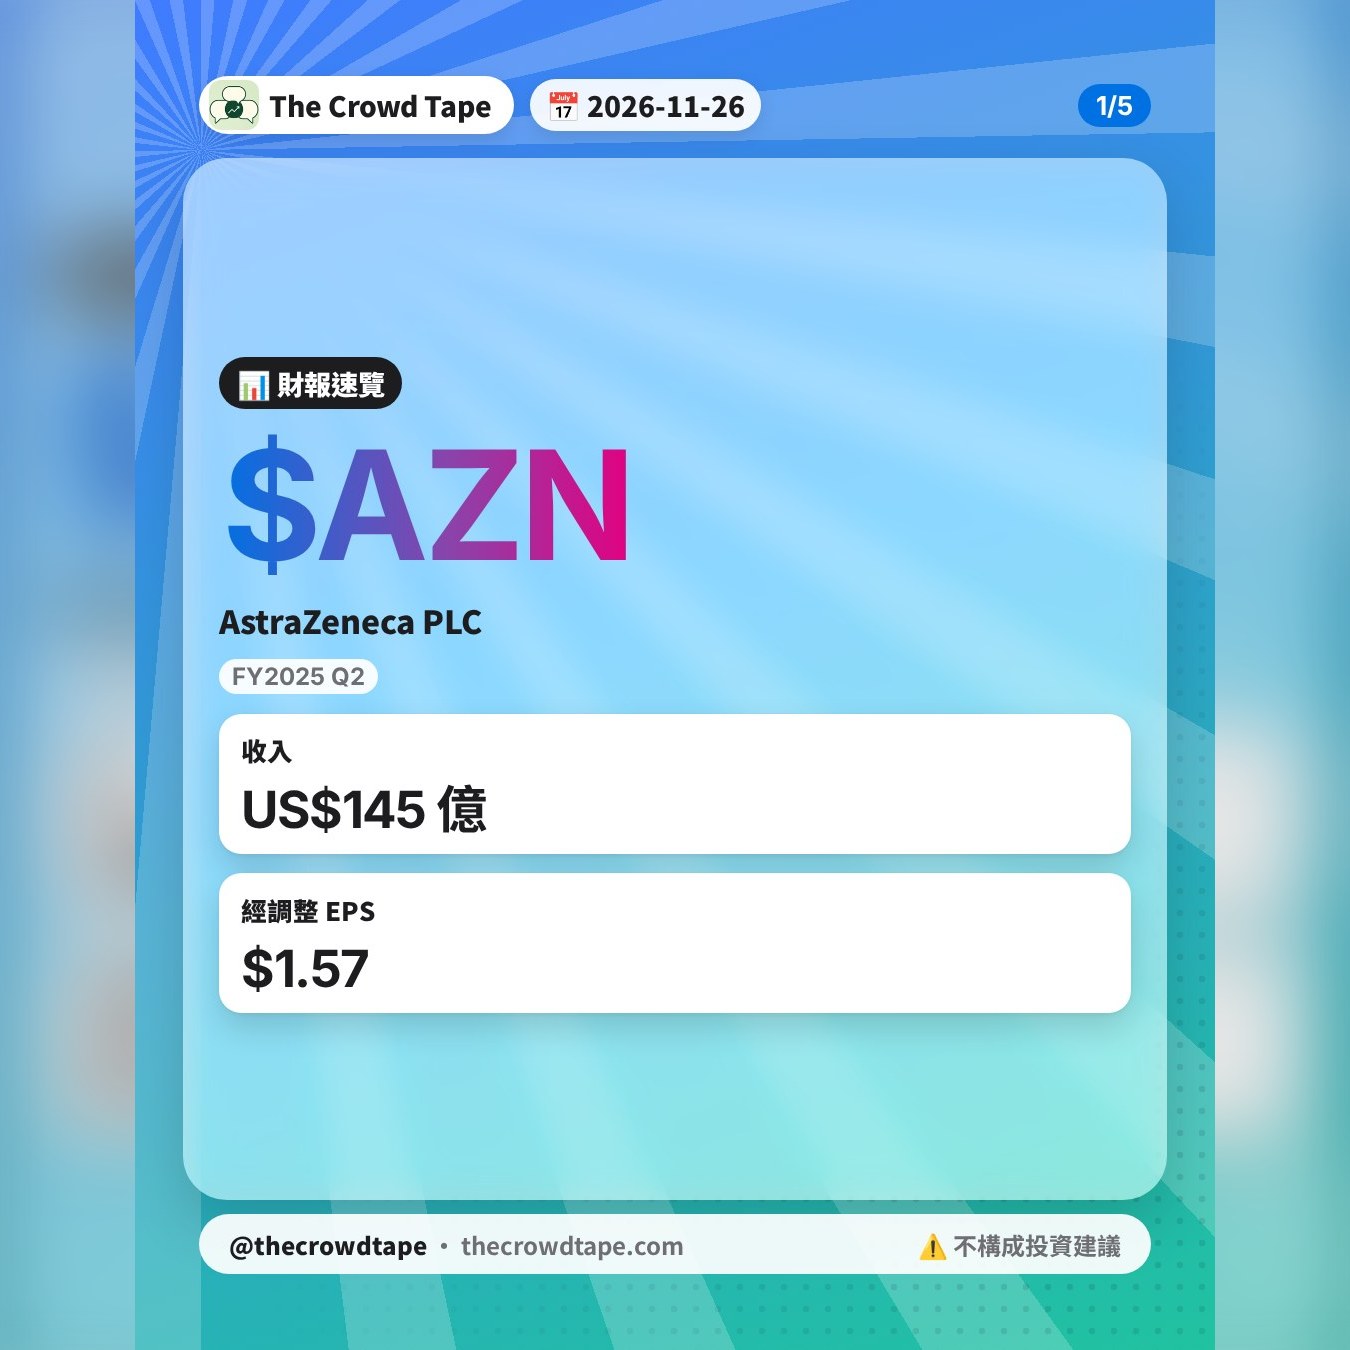 The Crowd Tape
2026-11-26
1/5
財報速覽
$AZN
AstraZeneca PLC
FY2025 Q2
收入
US$145 億
經調整 EPS
$1.57
@thecrowdtape • thecrowdtape.com
⚠️ 不構成投資建議